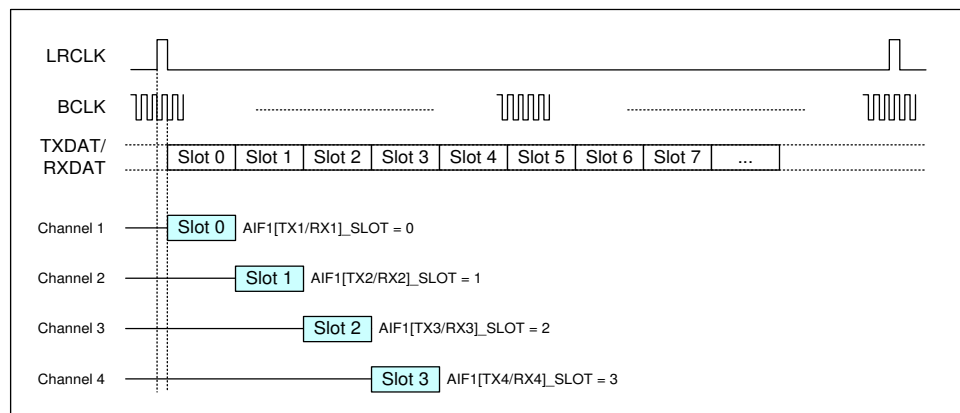 LRCLK
BCLK
TXDAT/
RXDAT
Slot 0 Slot 1 Slot 2 Slot 3 Slot 4 Slot 5 Slot 6 Slot 7 ...
Channel 1 Slot 0 AIF1[TX1/RX1]_SLOT = 0
Channel 2 Slot 1 AIF1[TX2/RX2]_SLOT = 1
Channel 3 Slot 2 AIF1[TX3/RX3]_SLOT = 2
Channel 4 Slot 3 AIF1[TX4/RX4]_SLOT = 3